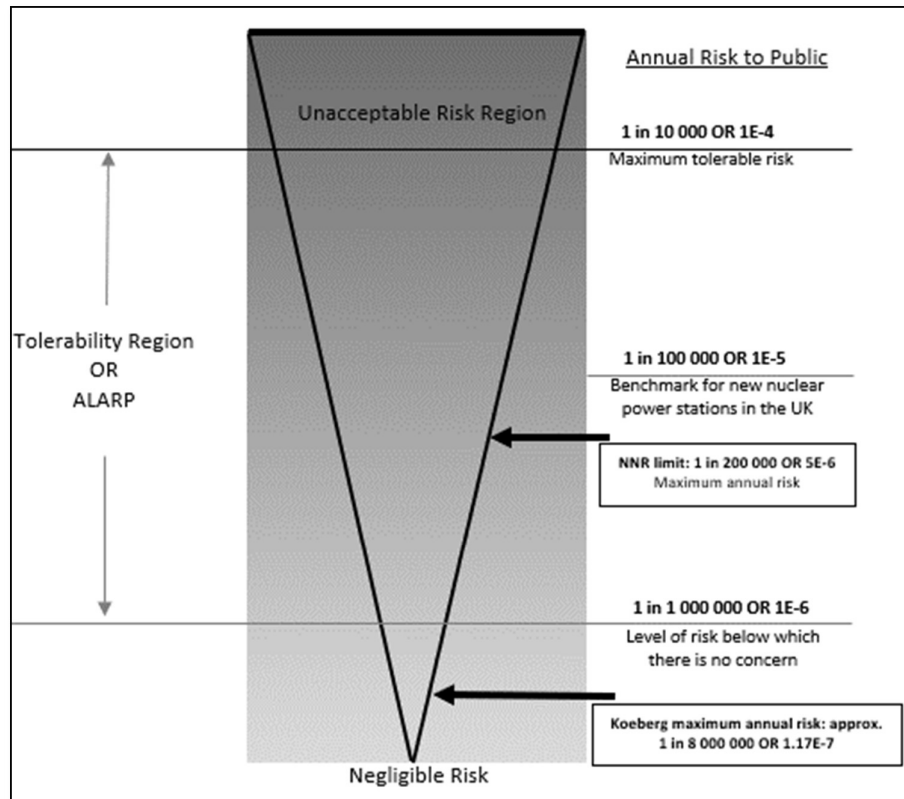 Annual Risk to Public
Unacceptable Risk Region
1 in 10 000 OR 1E-4
Maximum tolerable risk
Tolerability Region
OR
ALARP
1 in 100 000 OR 1E-5
Benchmark for new nuclear
power stations in the UK
NNR limit: 1 in 200 000 OR 5E-6
Maximum annual risk
1 in 1 000 000 OR 1E-6
Level of risk below which
there is no concern
Koeberg maximum annual risk: approx.
1 in 8 000 000 OR 1.17E-7
Negligible Risk